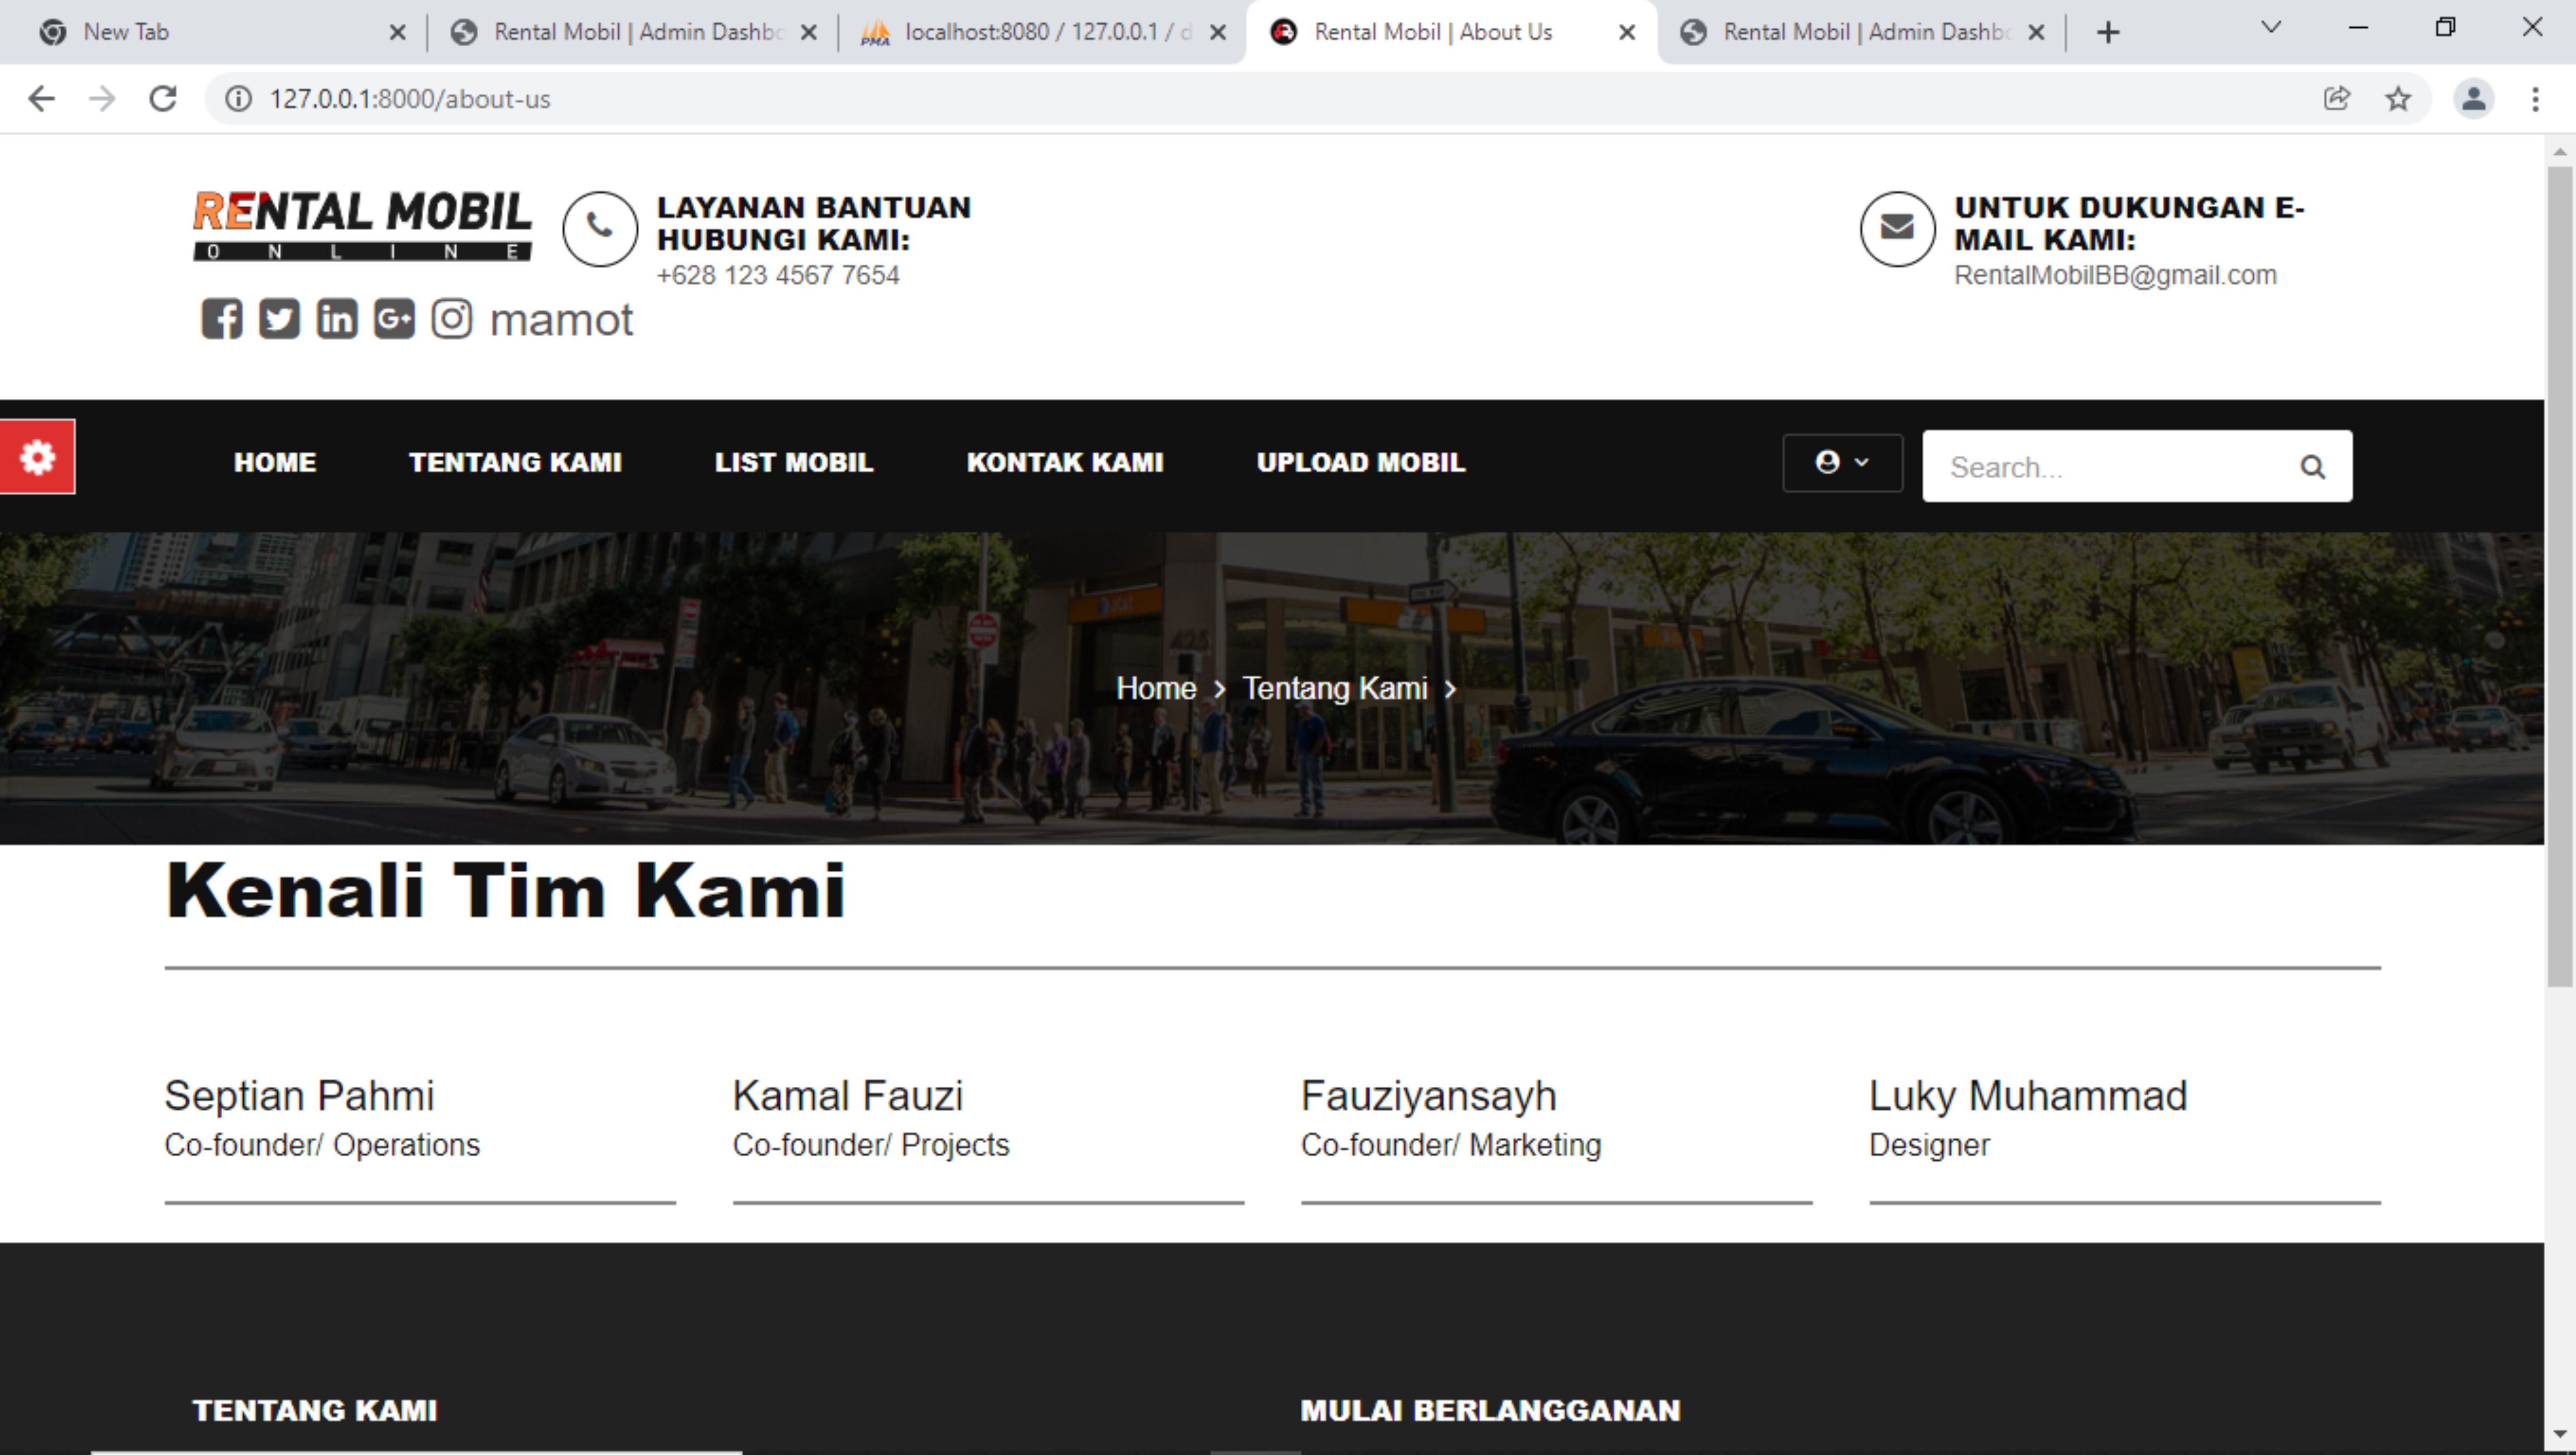 New Tab
Rental Mobil | Admin Dashbo
PMA
localhost:8080 / 127.0.0.1 / d
Rental Mobil | About Us
Rental Mobil | Admin Dashbo
127.0.0.1:8000/about-us
RENTAL MOBIL
ONLINE
LAYANAN BANTUAN
HUBUNGI KAMI:
+628 123 4567 7654
UNTUK DUKUNGAN E-
MAIL KAMI:
RentalMobilBB@gmail.com
mamot
HOME
TENTANG KAMI
LIST MOBIL
KONTAK KAMI
UPLOAD MOBIL
Search...
Home > Tentang Kami >
Kenali Tim Kami
Septian Pahmi
Co-founder/ Operations
Kamal Fauzi
Co-founder/ Projects
Fauziyansayh
Co-founder/ Marketing
Luky Muhammad
Designer
TENTANG KAMI
MULAI BERLANGGANAN